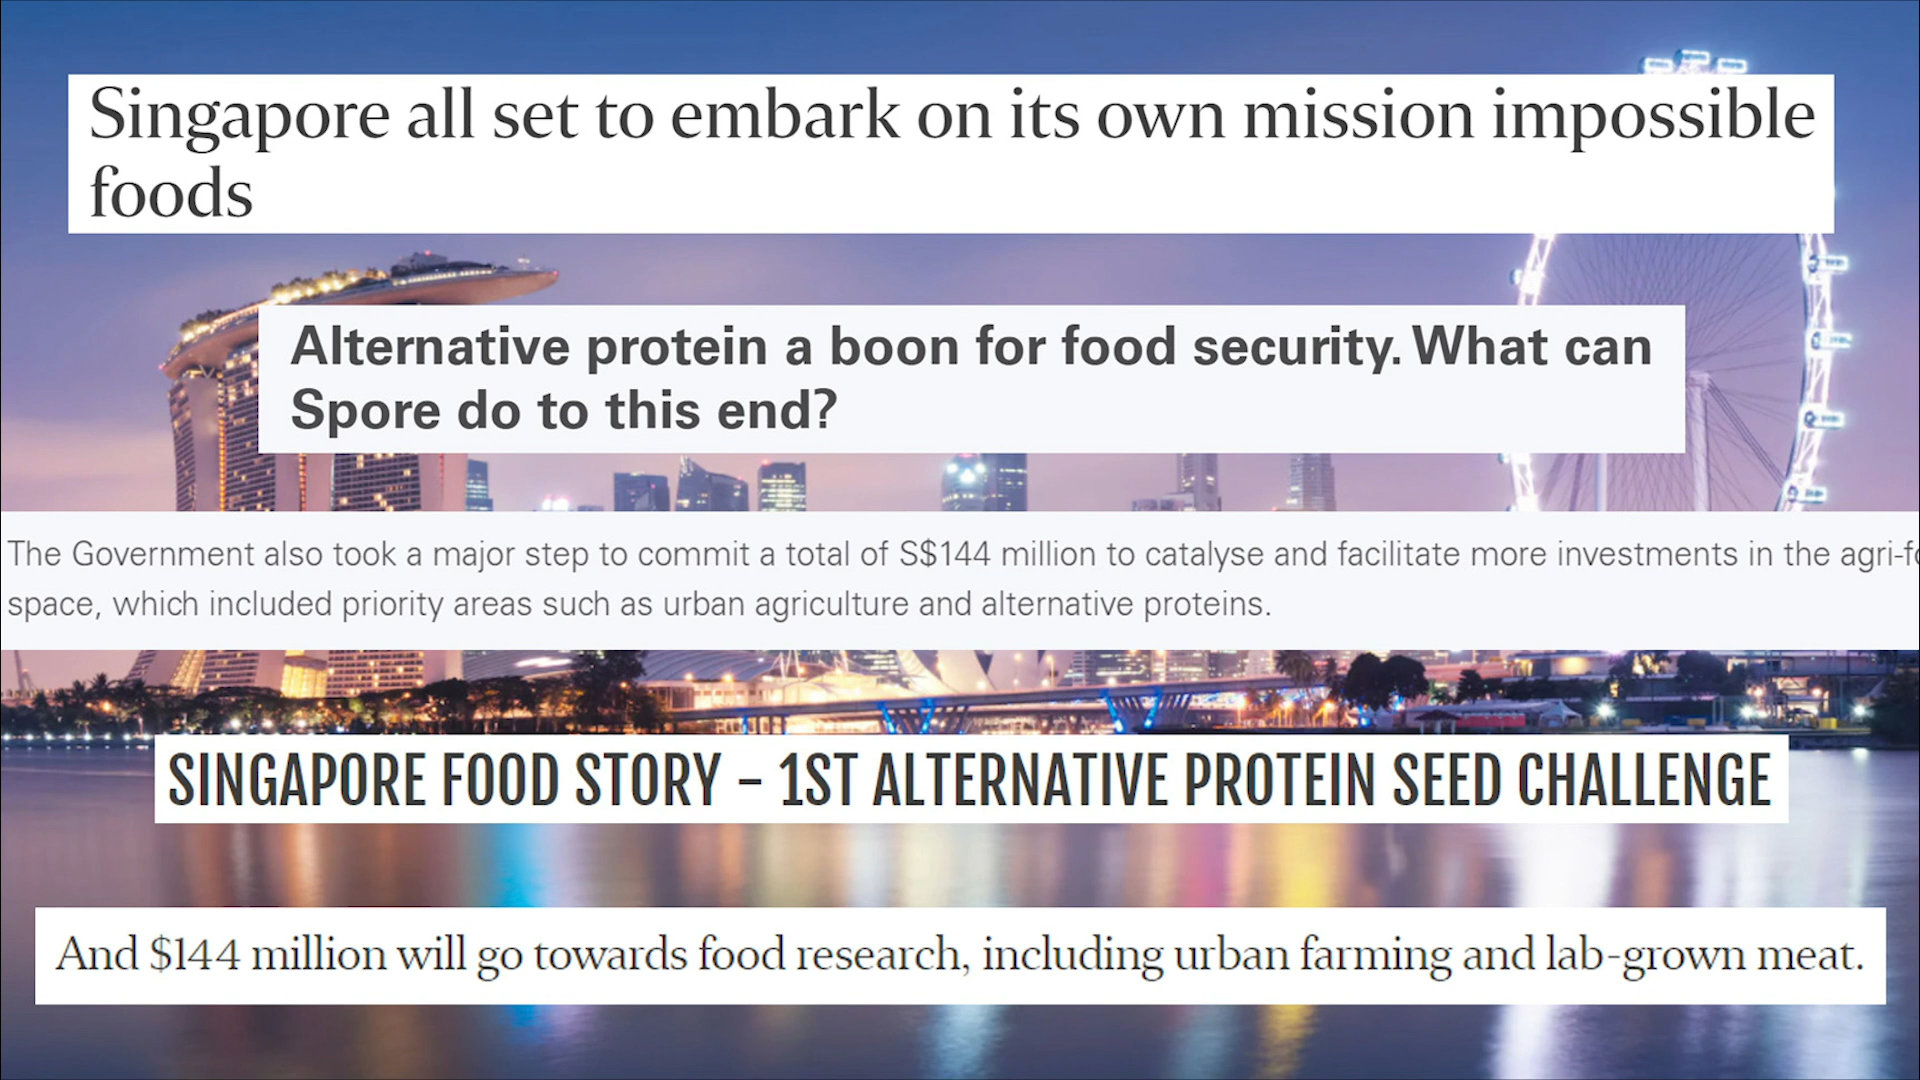 Singapore all set to embark on its own mission impossible
foods
Alternative protein a boon for food security. What can
Spore do to this end?
The Government also took a major step to commit a total of S$144 million to catalyse and facilitate more investments in the
space, which included priority areas such as urban agriculture and alternative proteins.
SINGAPORE FOOD STORY – 1ST ALTERNATIVE PROTEIN SEED CHALLENGE
And $144 million will go towards food research, including urban farming and lab-grown meat.